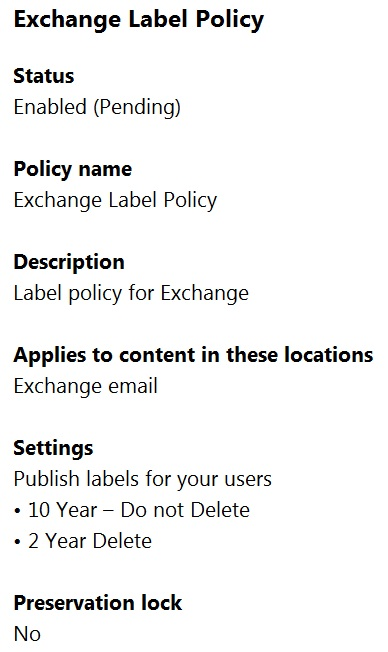 Exchange Label Policy
Status
Enabled (Pending)
Policy name
Exchange Label Policy
Description
Label policy for Exchange
Applies to content in these locations
Exchange email
Settings
Publish labels for your users
• 10 Year – Do not Delete
• 2 Year Delete
Preservation lock
No